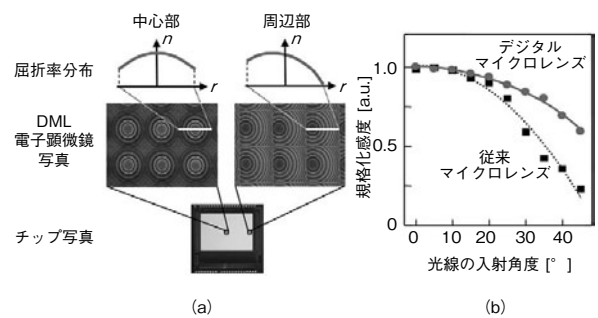 中心部
周辺部
n
n
屈折率分布
r
r
DML
電子顕微鏡
写真
チップ写真
(a)
規格化感度 [a.u.]
1.0
0.5
0
デジタル
マイクロレンズ
従来
マイクロレンズ
0
10
20
30
40
光線の入射角度 [°]
(b)